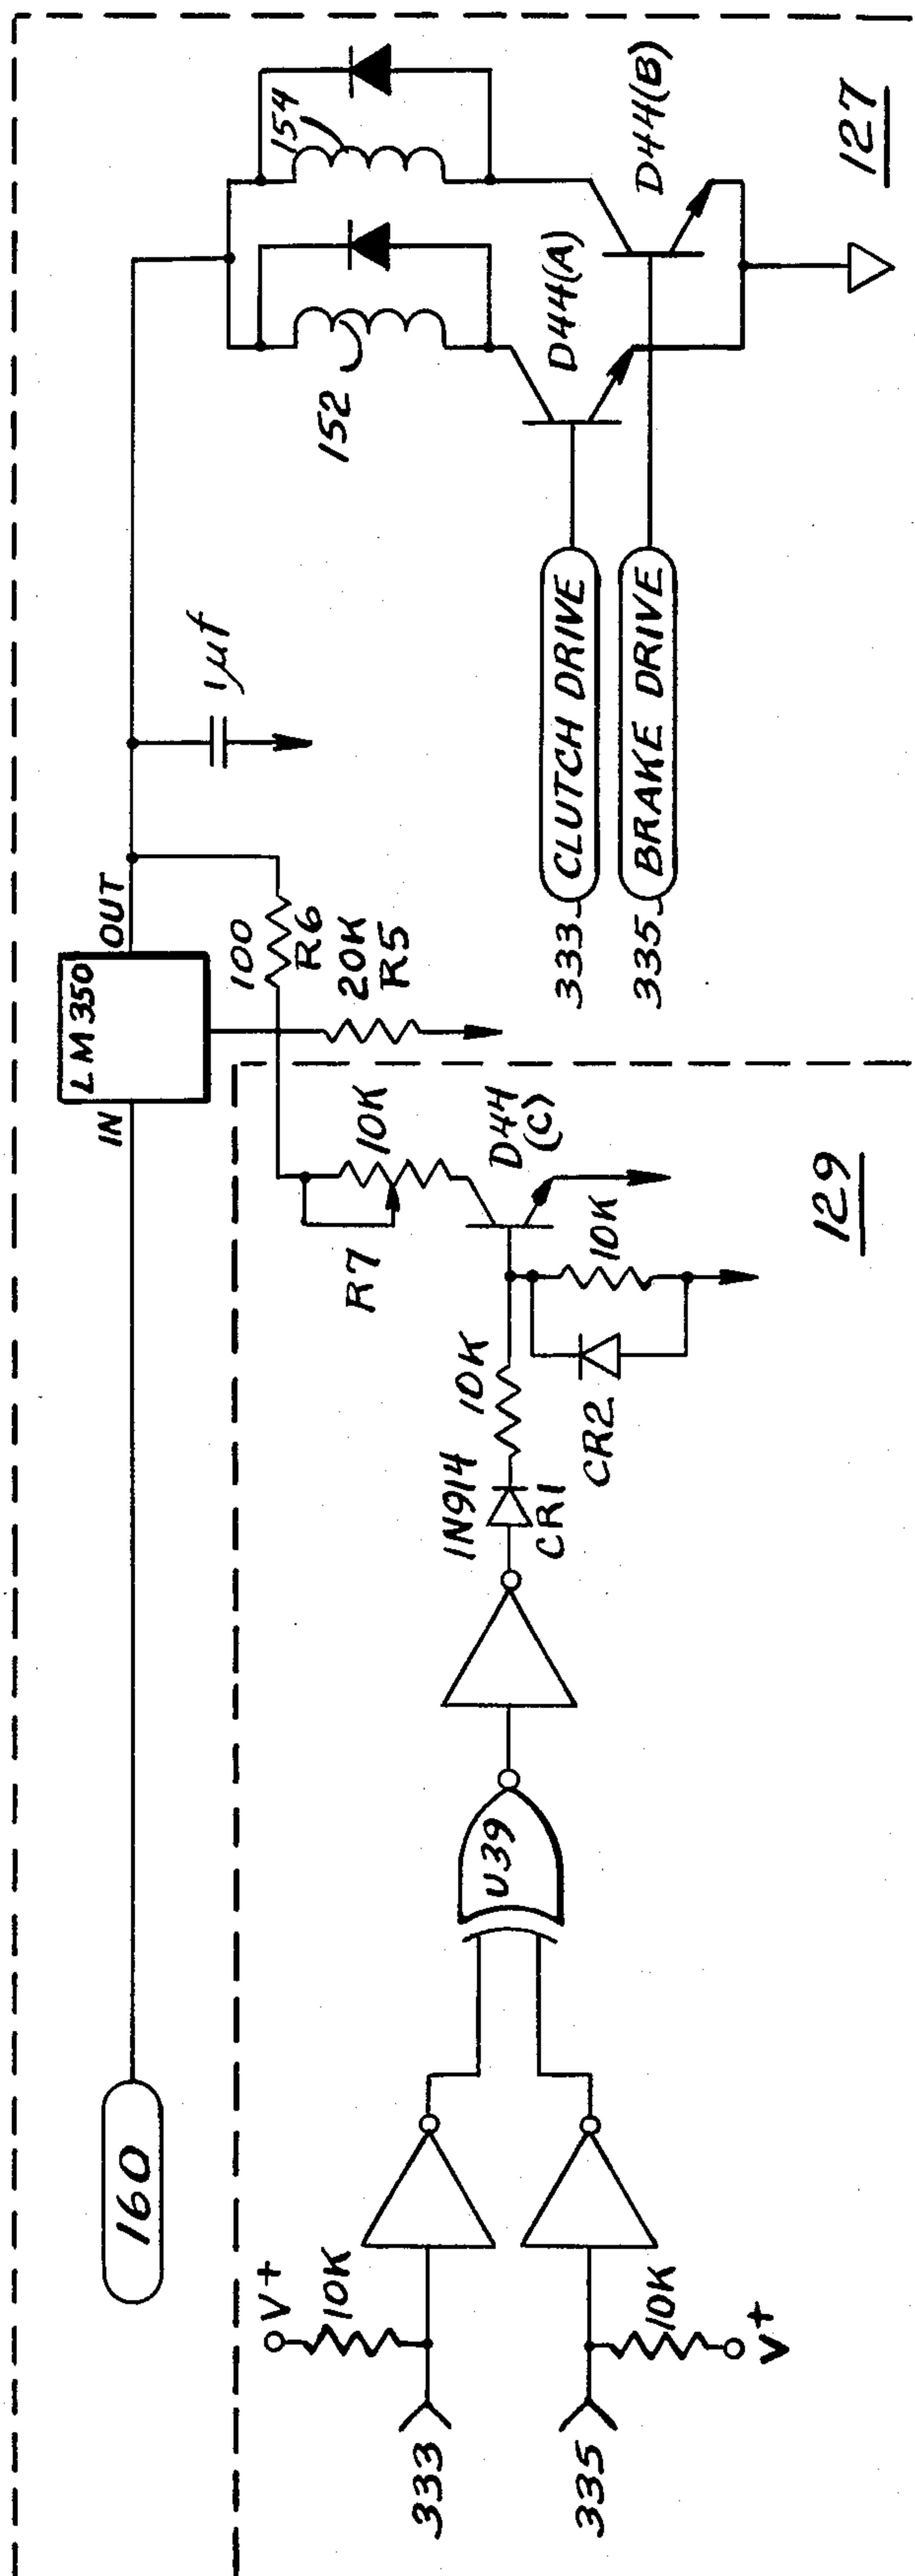 160
IN
LM350
OUT
100
R6
20K
R5
1µf
152
154
D44(A)
D44(B)
333
CLUTCH DRIVE
335
BRAKE DRIVE
127
V+
10K
333
335
10K
V+
U39
1N914
CR1
10K
CR2
10K
R7
10K
D44
(C)
129